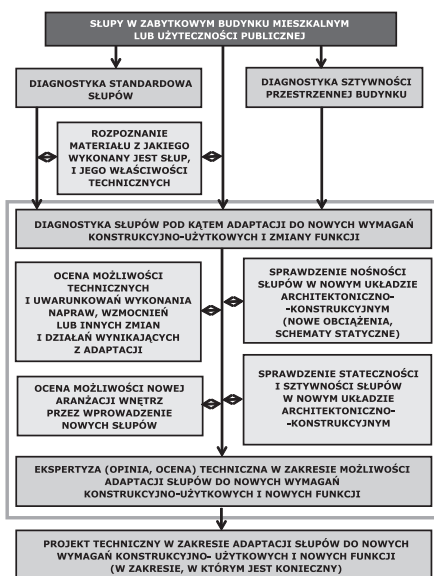 SŁUPY W ZABYTKOWYM BUDYNKU MIESZKALNYM
LUB UŻYTECZNOŚCI PUBLICZNEJ
DIAGNOSTYKA STANDARDOWA
SŁUPÓW
DIAGNOSTYKA SZTYWNOŚCI
PRZESTRZENNEJ BUDYNKU
ROZPOZNANIE
MATERIAŁU Z JAKIEGO
WYKONANY JEST SŁUP,
I JEGO WŁAŚCIWOŚCI
TECHNICZNYCH
DIAGNOSTYKA SŁUPÓW POD KĄTEM ADAPTACJI DO NOWYCH WYMAGAŃ
KONSTRUKCYJNO-UŻYTKOWYCH I ZMIANY FUNKCJI
OCENA MOŻLIWOŚCI
TECHNICZNYCH
I UWARUNKOWAŃ WYKONANIA
NAPRAW, WZMOCNIEŃ
LUB INNYCH ZMIAN
I DZIAŁAŃ WYNIKAJĄCYCH
Z ADAPTACJI
SPRAWDZENIE NOŚNOŚCI
SŁUPÓW W NOWYM UKŁADZIE
ARCHITEKTONICZNO-
-KONSTRUKCYJNYM
(NOWE OBCIĄŻENIA,
SCHEMATY STATYCZNE)
OCENA MOŻLIWOŚCI NOWEJ
ARANŻACJI WNĘTRZ
PRZEZ WPROWADZENIE
NOWYCH SŁUPÓW
SPRAWDZENIE STATECZNOŚCI
I SZTYWNOŚCI SŁUPÓW
W NOWYM UKŁADZIE
ARCHITEKTONICZNO-
-KONSTRUKCYJNYM
EKSPERTYZA (OPINIA, OCENA) TECHNICZNA W ZAKRESIE MOŻLIWOŚCI
ADAPTACJI SŁUPÓW DO NOWYCH WYMAGAŃ
KONSTRUKCYJNO-UŻYTKOWYCH I NOWYCH FUNKCJI
PROJEKT TECHNICZNY W ZAKRESIE ADAPTACJI SŁUPÓW DO NOWYCH
WYMAGAŃ KONSTRUKCYJNO- UŻYTKOWYCH I NOWYCH FUNKCJI
(W ZAKRESIE, W KTÓRYM JEST KONIECZNY)